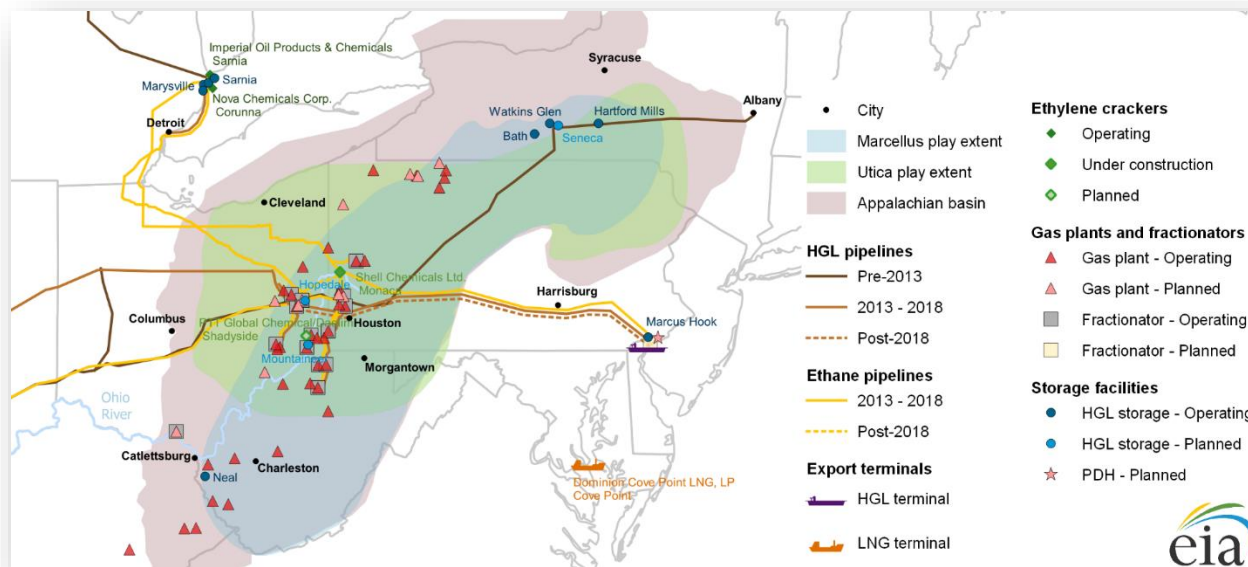 Imperial Oil Products & Chemicals
Sarnia
Marysville
Sarnia
Nova Chemicals Corp.
Corunna
Detroit
Syracuse
Watkins Glen
Hartford Mills
Albany
Bath
Seneca
Cleveland
Shell Chemicals Ltd.
Monaca
Hopedale
Harrisburg
Columbus
Marcus Hook
Houston
PTT Global Chemical/
Shadyside
Mountaineer
Morgantown
Ohio
River
Catlettsburg
Charleston
Neal
Dominion Cove Point LNG, LP
Cove Point
City
Marcellus play extent
Utica play extent
Appalachian basin
HGL pipelines
Pre-2013
2013 - 2018
Post-2018
Ethane pipelines
2013 - 2018
Post-2018
Export terminals
HGL terminal
LNG terminal
Ethylene crackers
Operating
Under construction
Planned
Gas plants and fractionators
Gas plant - Operating
Gas plant - Planned
Fractionator - Operating
Fractionator - Planned
Storage facilities
HGL storage - Operating
HGL storage - Planned
PDH - Planned
eia